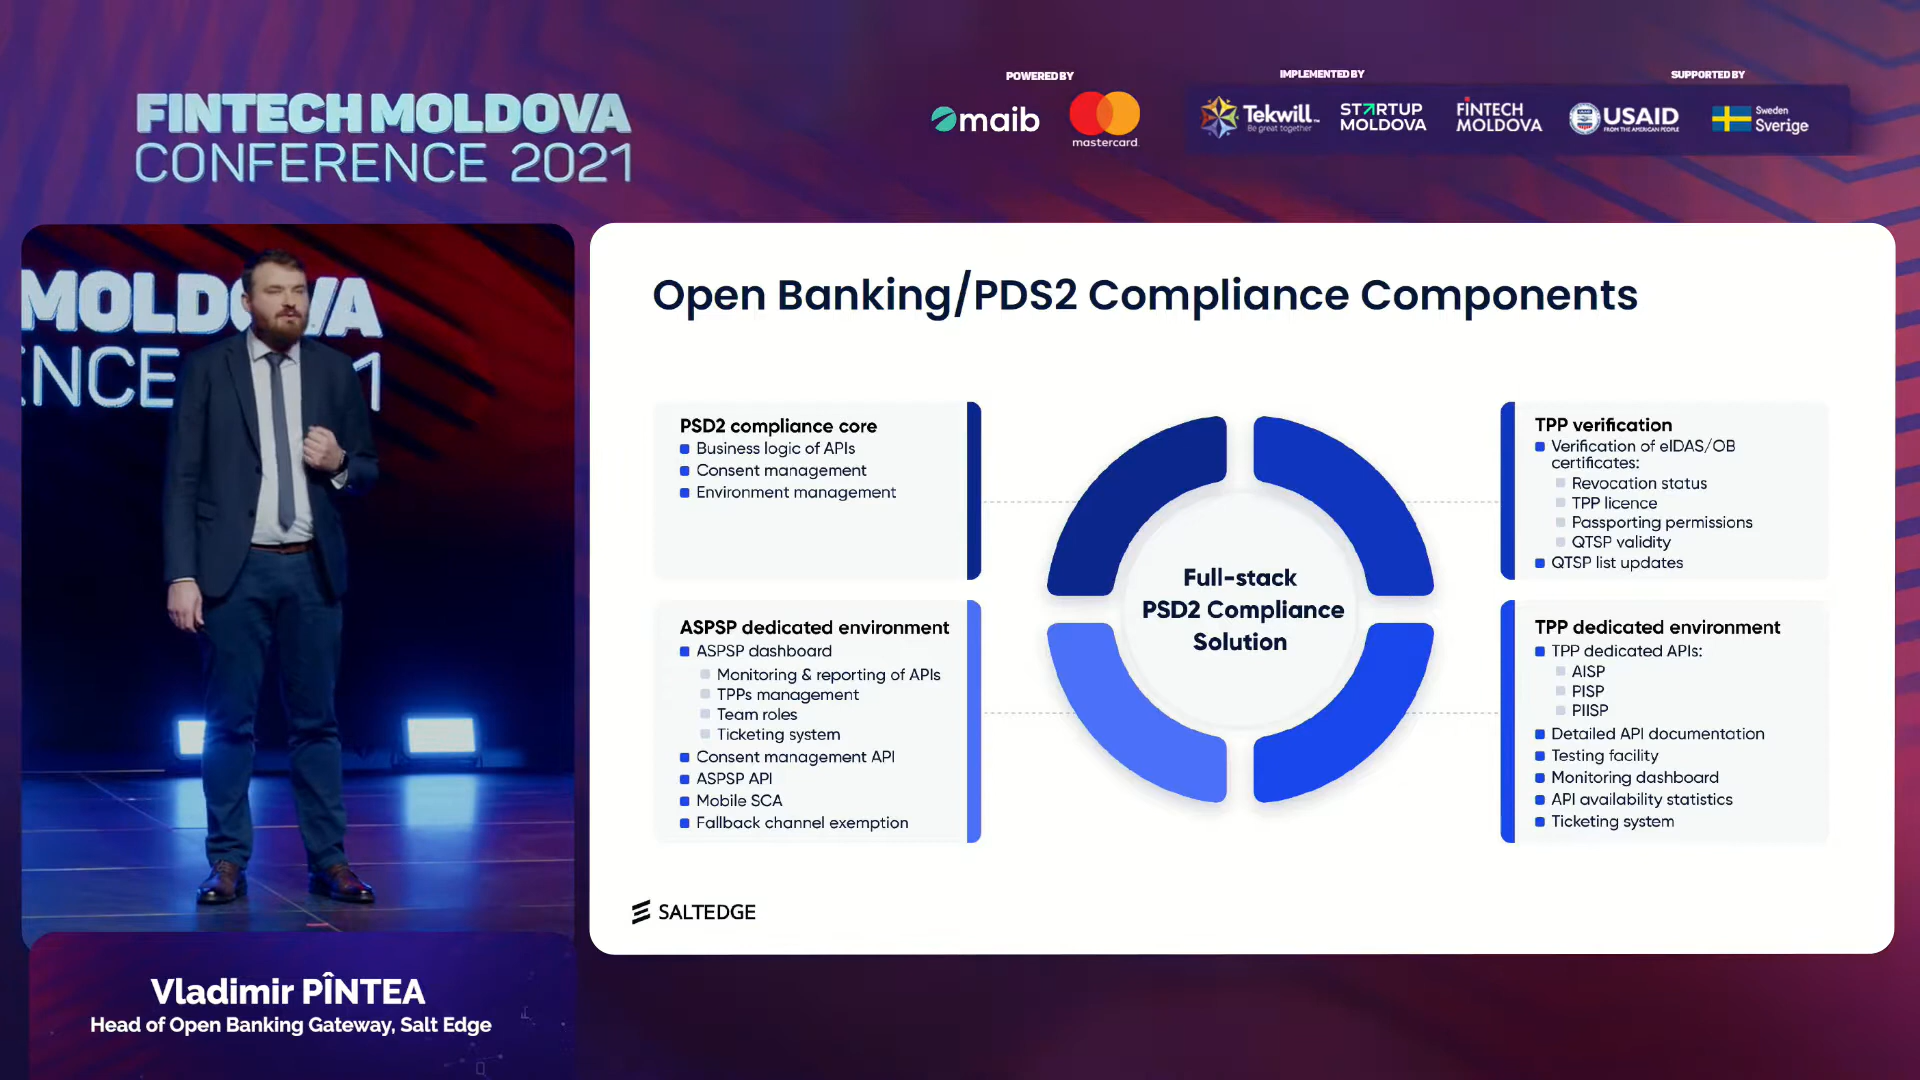 FINTECH MOLDOVA
CONFERENCE 2021
POWERED BY
maib
mastercard.
IMPLEMENTED BY
Tekwill
Be great together
STARTUP
MOLDOVA
FINTECH
MOLDOVA
SUPPORTED BY
USAID
FROM THE AMERICAN PEOPLE
Sweden
Sverige
MOLDOVA
ENCE 1
Open Banking/PDS2 Compliance Components
PSD2 compliance core
Business logic of APIs
Consent management
Environment management
ASPSP dedicated environment
ASPSP dashboard
Monitoring & reporting of APIs
TPPs management
Team roles
Ticketing system
Consent management API
ASPSP API
Mobile SCA
Fallback channel exemption
Full-stack
PSD2 Compliance
Solution
TPP verification
Verification of eIDAS/OB
certificates:
Revocation status
TPP licence
Passporting permissions
QTSP validity
QTSP list updates
TPP dedicated environment
TPP dedicated APIs:
AISP
PISP
PIISP
Detailed API documentation
Testing facility
Monitoring dashboard
API availability statistics
Ticketing system
SALTEDGE
Vladimir PÎNTEA
Head of Open Banking Gateway, Salt Edge